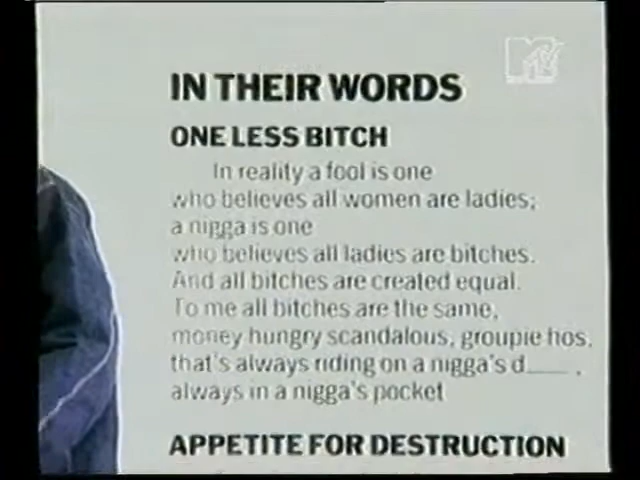 MTV
IN THEIR WORDS
ONE LESS BITCH
In reality a fool is one
who believes all women are ladies;
a nigga is one
who believes all ladies are bitches.
And all bitches are created equal.
To me all bitches are the same,
money hungry scandalous, groupie hos,
that's always riding on a nigga's d____ ,
always in a nigga's pocket
APPETITE FOR DESTRUCTION